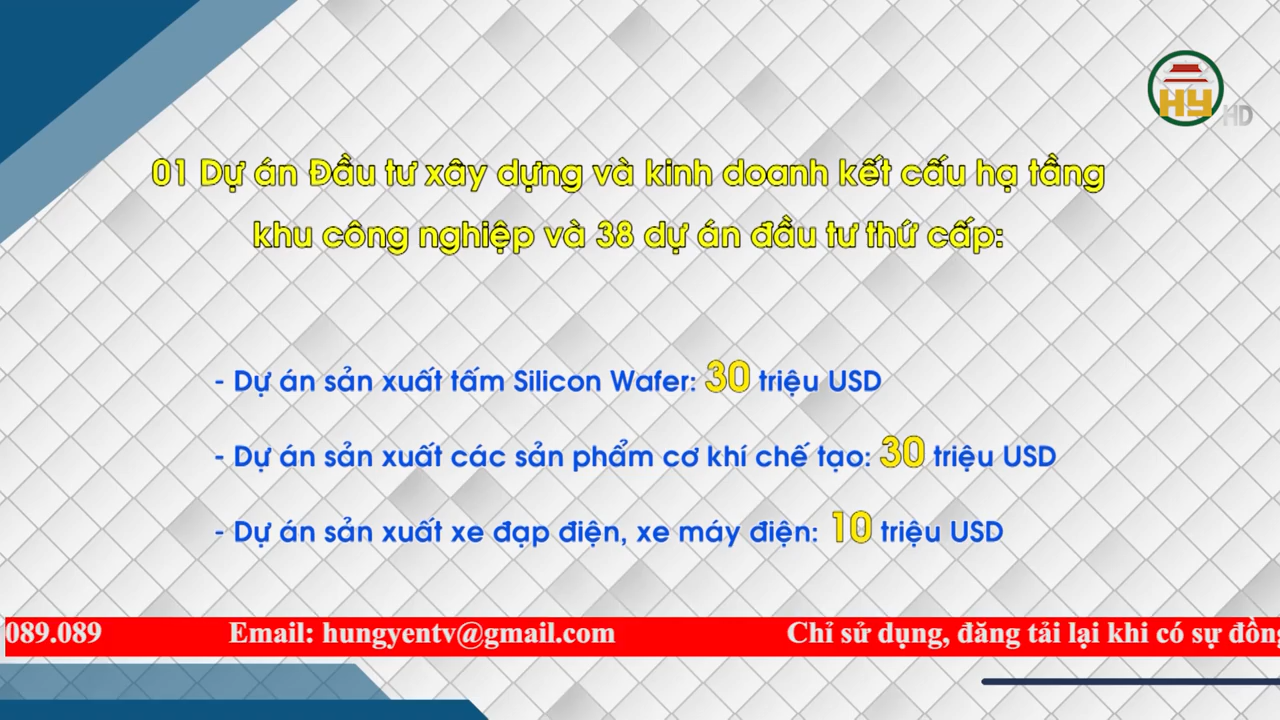 HY
HD
01 Dự án Đầu tư xây dựng và kinh doanh kết cấu hạ tầng
khu công nghiệp và 38 dự án đầu tư thứ cấp:
- Dự án sản xuất tấm Silicon Wafer: 30 triệu USD
- Dự án sản xuất các sản phẩm cơ khí chế tạo: 30 triệu USD
- Dự án sản xuất xe đạp điện, xe máy điện: 10 triệu USD
089.089 Email: hungyentv@gmail.com Chỉ sử dụng, đăng tải lại khi có sự đồng